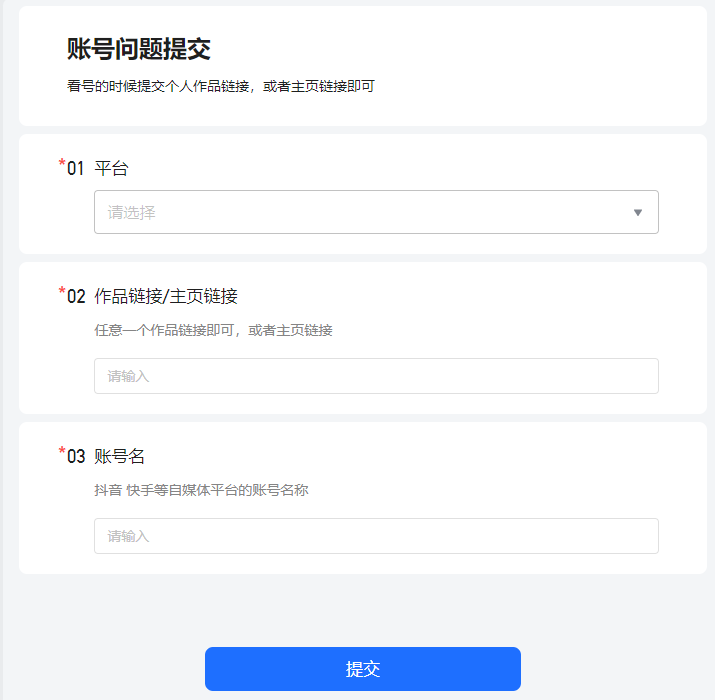 账号问题提交
看号的时候提交个人作品链接，或者主页链接即可
*01 平台
请选择
*02 作品链接/主页链接
任意一个作品链接即可，或者主页链接
请输入
*03 账号名
抖音 快手等自媒体平台的账号名称
请输入
提交